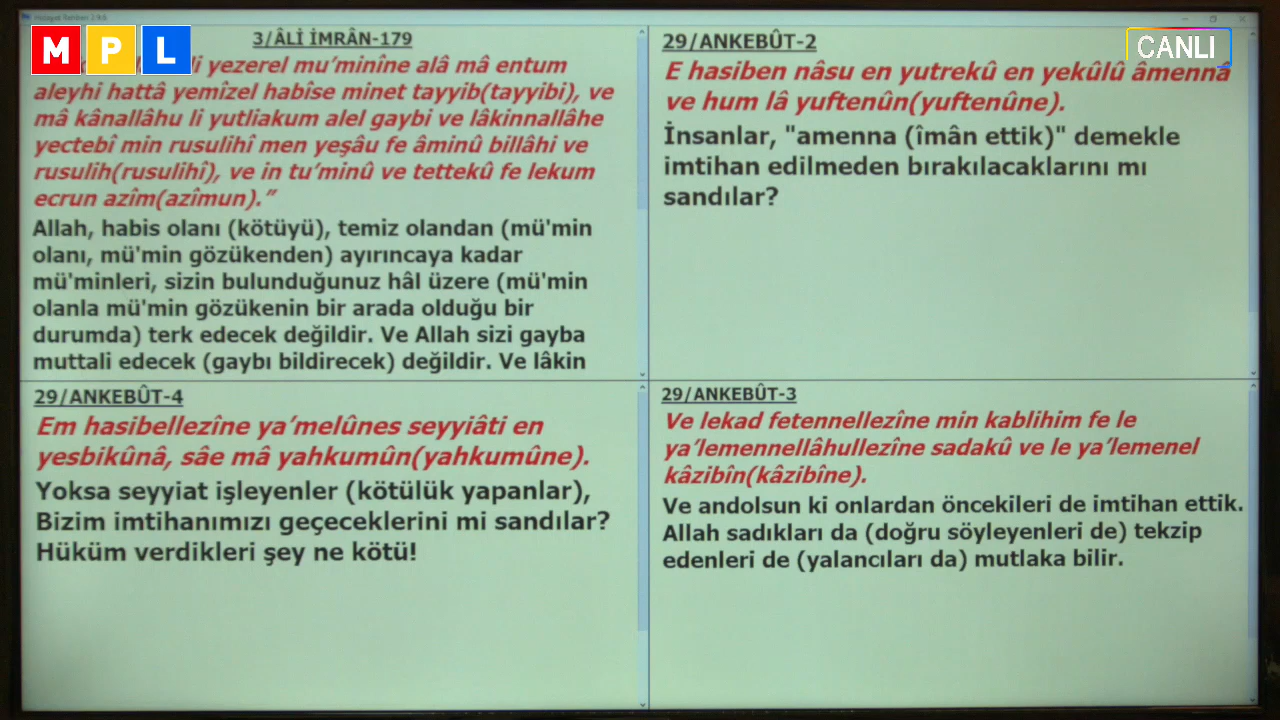 Hidayat Rehberi 2.9.6
MPL
CANLI
3/ÂLİ İMRÂN-179
li yezerel mu’minîne alâ mâ entum
aleyhi hattâ yemîzel habîse minet tayyib(tayyibi), ve
mâ kânallâhu li yutliakum alel gaybi ve lâkinnallâhe
yectebî min rusulihî men yeşâu fe âminû billâhi ve
rusulih(rusulihî), ve in tu’minû ve tettekû fe lekum
ecrun azîm(azîmun).”
Allah, habis olanı (kötüyü), temiz olandan (mü'min
olanı, mü'min gözükenden) ayırıncaya kadar
mü'minleri, sizin bulunduğunuz hâl üzere (mü'min
olanla mü'min gözükenin bir arada olduğu bir
durumda) terk edecek değildir. Ve Allah sizi gayba
muttali edecek (gaybı bildirecek) değildir. Ve lâkin
29/ANKEBÛT-2
E hasiben nâsu en yutrekû en yekûlû âmennâ
ve hum lâ yuftenûn(yuftenûne).
İnsanlar, "amenna (îmân ettik)" demekle
imtihan edilmeden bırakılacaklarını mı
sandılar?
29/ANKEBÛT-4
Em hasibellezîne ya’melûnes seyyiâti en
yesbikûnâ, sâe mâ yahkumûn(yahkumûne).
Yoksa seyyiat işleyenler (kötülük yapanlar),
Bizim imtihanımızı geçeceklerini mi sandılar?
Hüküm verdikleri şey ne kötü!
29/ANKEBÛT-3
Ve lekad fetennellezîne min kablihim fe le
ya’lemennellâhullezîne sadakû ve le ya’lemenel
kâzibîn(kâzibîne).
Ve andolsun ki onlardan öncekileri de imtihan ettik.
Allah sadıkları da (doğru söyleyenleri de) tekzip
edenleri de (yalancıları da) mutlaka bilir.